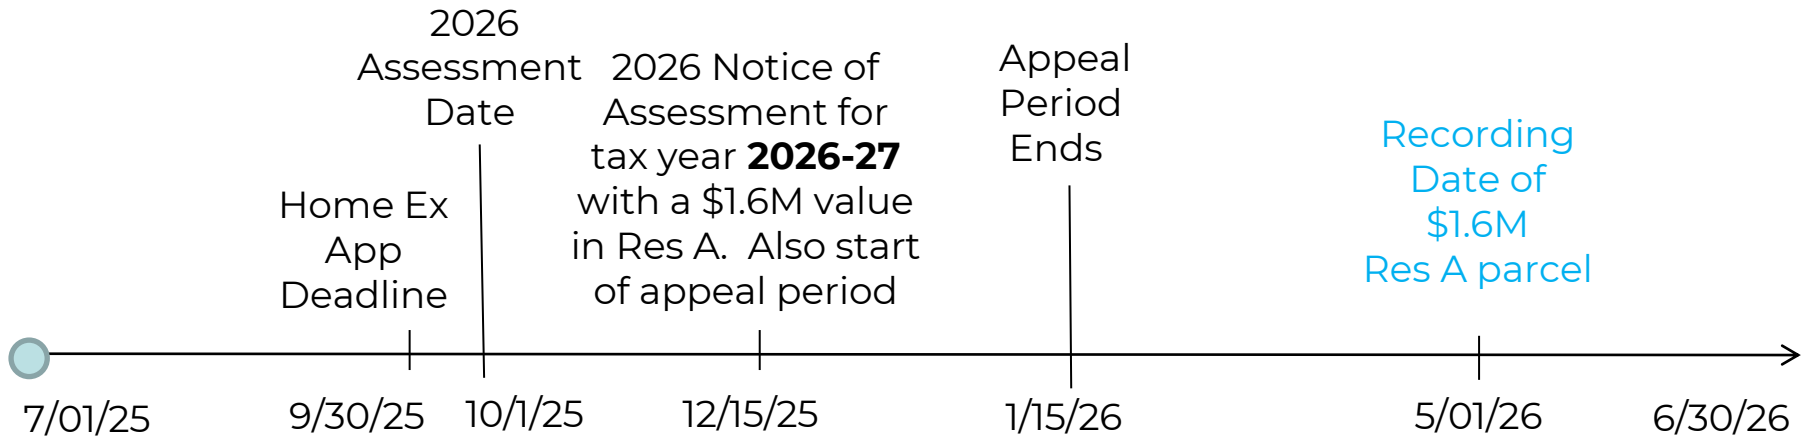 2026
Assessment
Date
Home Ex
App
Deadline
2026 Notice of
Assessment for
tax year 2026-27
with a $1.6M value
in Res A.  Also start
of appeal period
Appeal
Period
Ends
Recording
Date of
$1.6M
Res A parcel
7/01/25
9/30/25
10/1/25
12/15/25
1/15/26
5/01/26
6/30/26